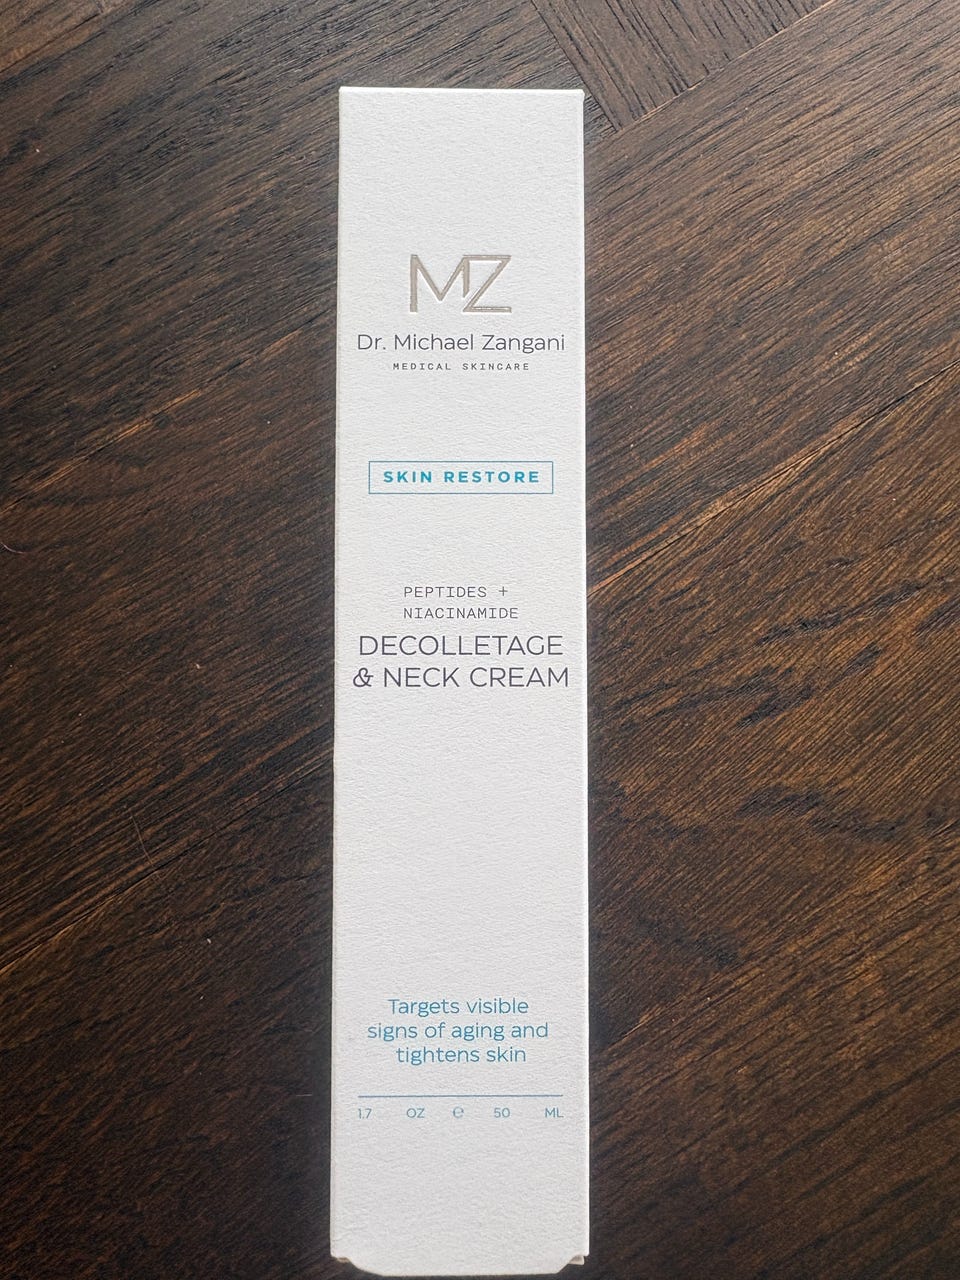 MZ
Dr. Michael Zangani
MEDICAL SKINCARE
SKIN RESTORE
PEPTIDES +
NIACINAMIDE
DECOLLETAGE
& NECK CREAM
Targets visible
signs of aging and
tightens skin
1.7 OZ ℮ 50 ML